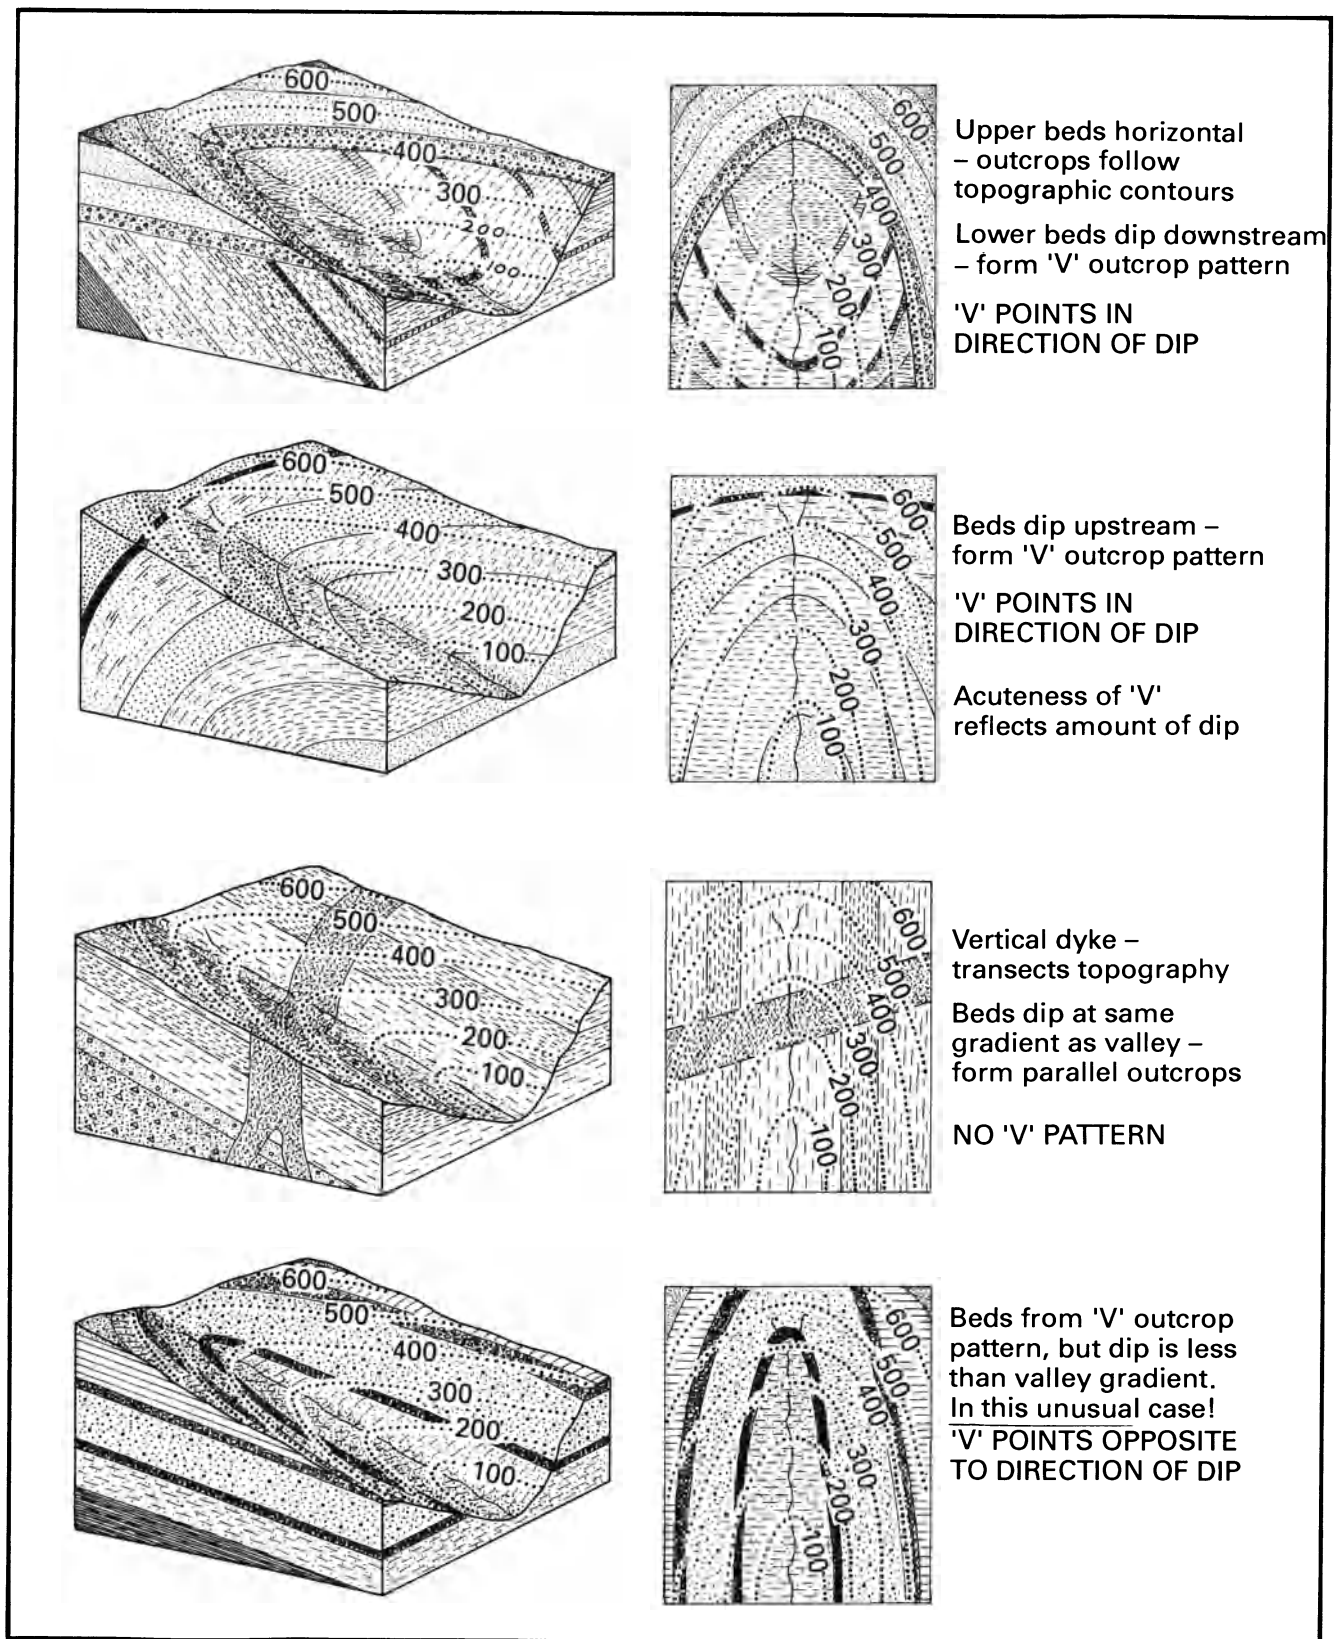 600
500
400
300
200
100
600
500
400
300
200
100
Upper beds horizontal
– outcrops follow
topographic contours
Lower beds dip downstream
– form 'V' outcrop pattern
'V' POINTS IN
DIRECTION OF DIP
600
500
400
300
200
100
600
500
400
300
200
100
Beds dip upstream –
form 'V' outcrop pattern
'V' POINTS IN
DIRECTION OF DIP
Acuteness of 'V'
reflects amount of dip
600
500
400
300
200
100
600
500
400
300
200
100
Vertical dyke –
transects topography
Beds dip at same
gradient as valley –
form parallel outcrops
NO 'V' PATTERN
600
500
400
300
200
100
600
500
400
300
200
100
Beds from 'V' outcrop
pattern, but dip is less
than valley gradient.
In this unusual case!
'V' POINTS OPPOSITE
TO DIRECTION OF DIP